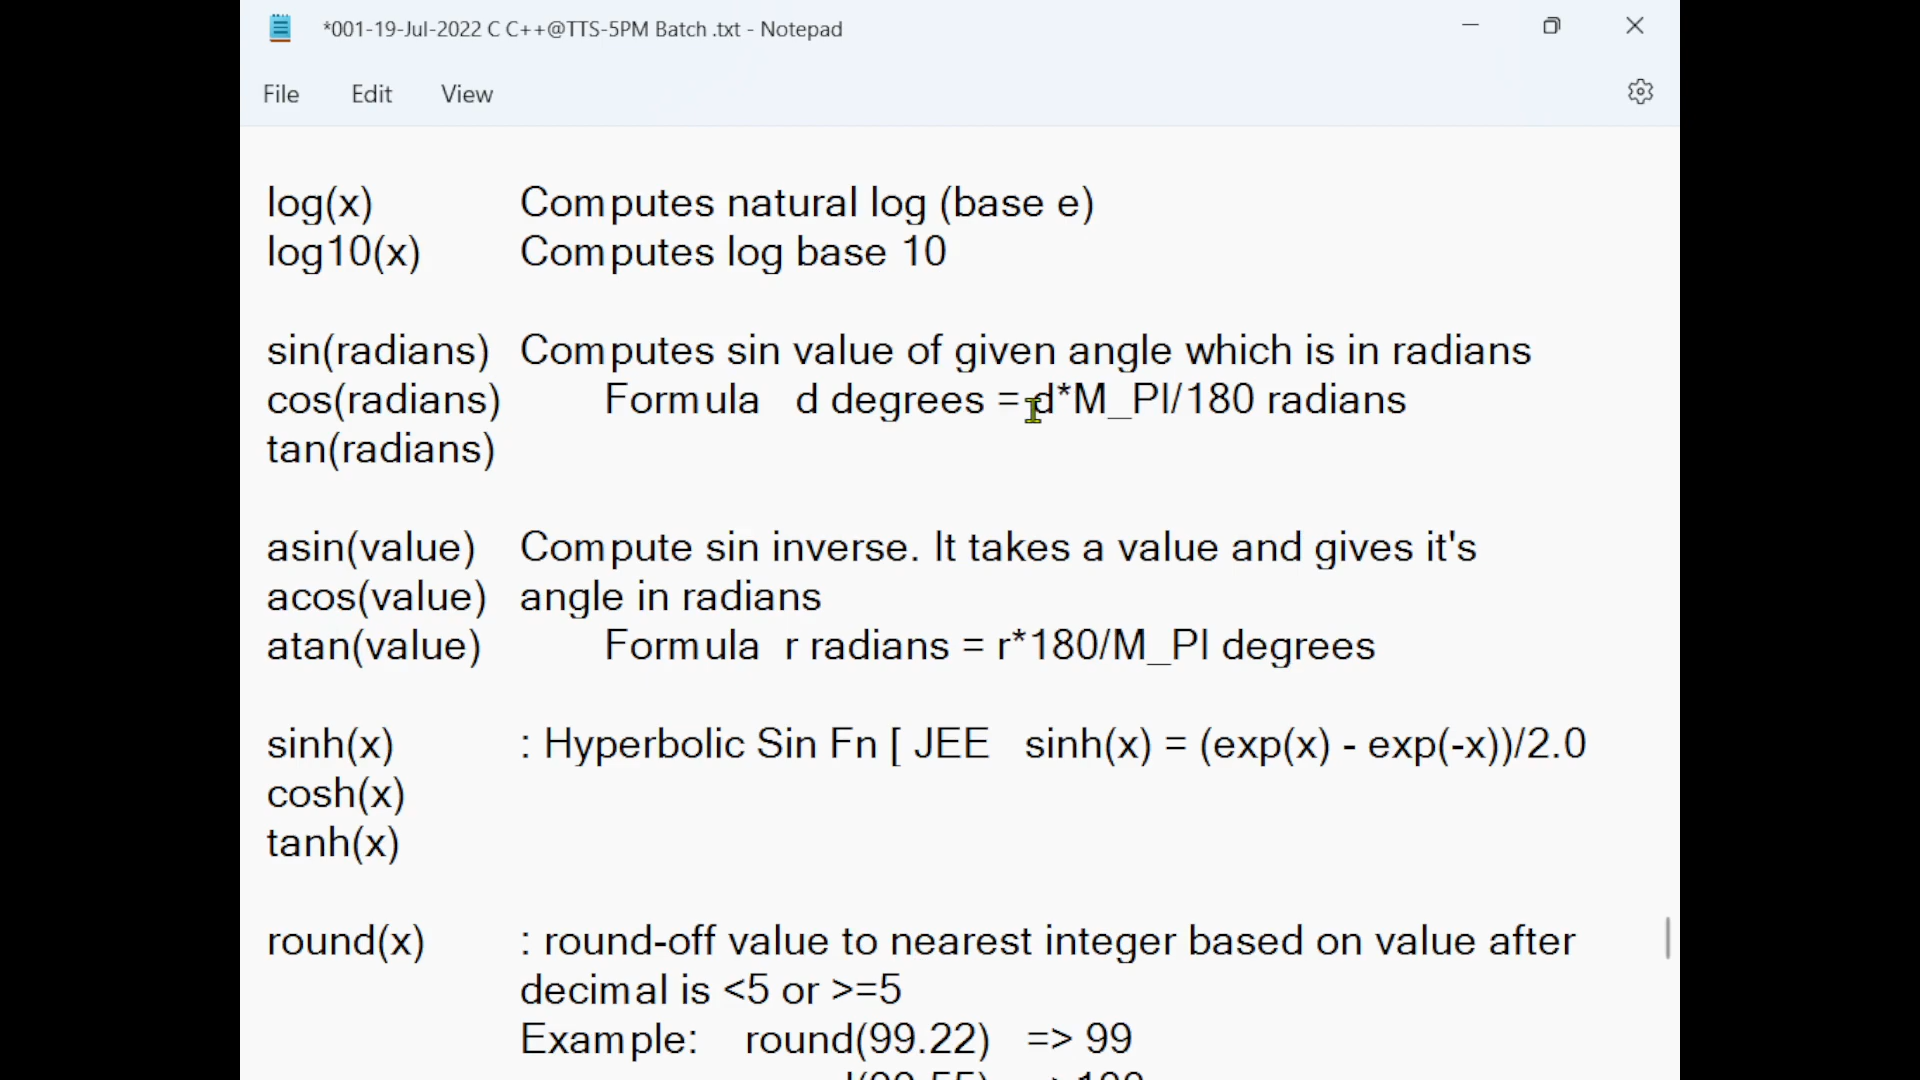 *001-19-Jul-2022 C C++@TTS-5PM Batch .txt - Notepad
File Edit View
log(x) Computes natural log (base e)
log10(x) Computes log base 10
sin(radians) Computes sin value of given angle which is in radians
cos(radians) Formula d degrees = d*M_PI/180 radians
tan(radians)
asin(value) Compute sin inverse. It takes a value and gives it's
acos(value) angle in radians
atan(value) Formula r radians = r*180/M_PI degrees
sinh(x) : Hyperbolic Sin Fn [ JEE sinh(x) = (exp(x) - exp(-x))/2.0
cosh(x)
tanh(x)
round(x) : round-off value to nearest integer based on value after
decimal is <5 or >=5
Example: round(99.22) => 99